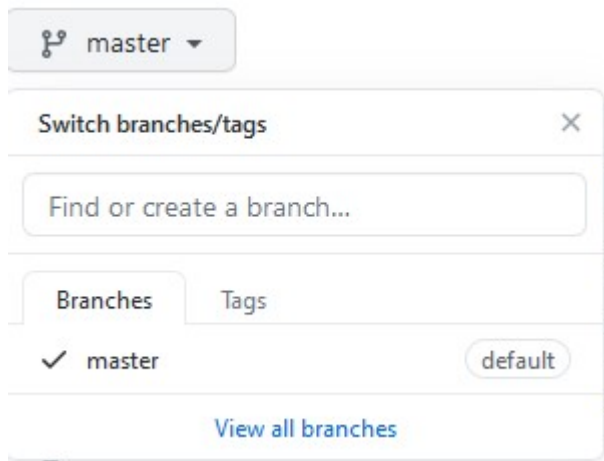 master
Switch branches/tags
Find or create a branch...
Branches Tags
master default
View all branches